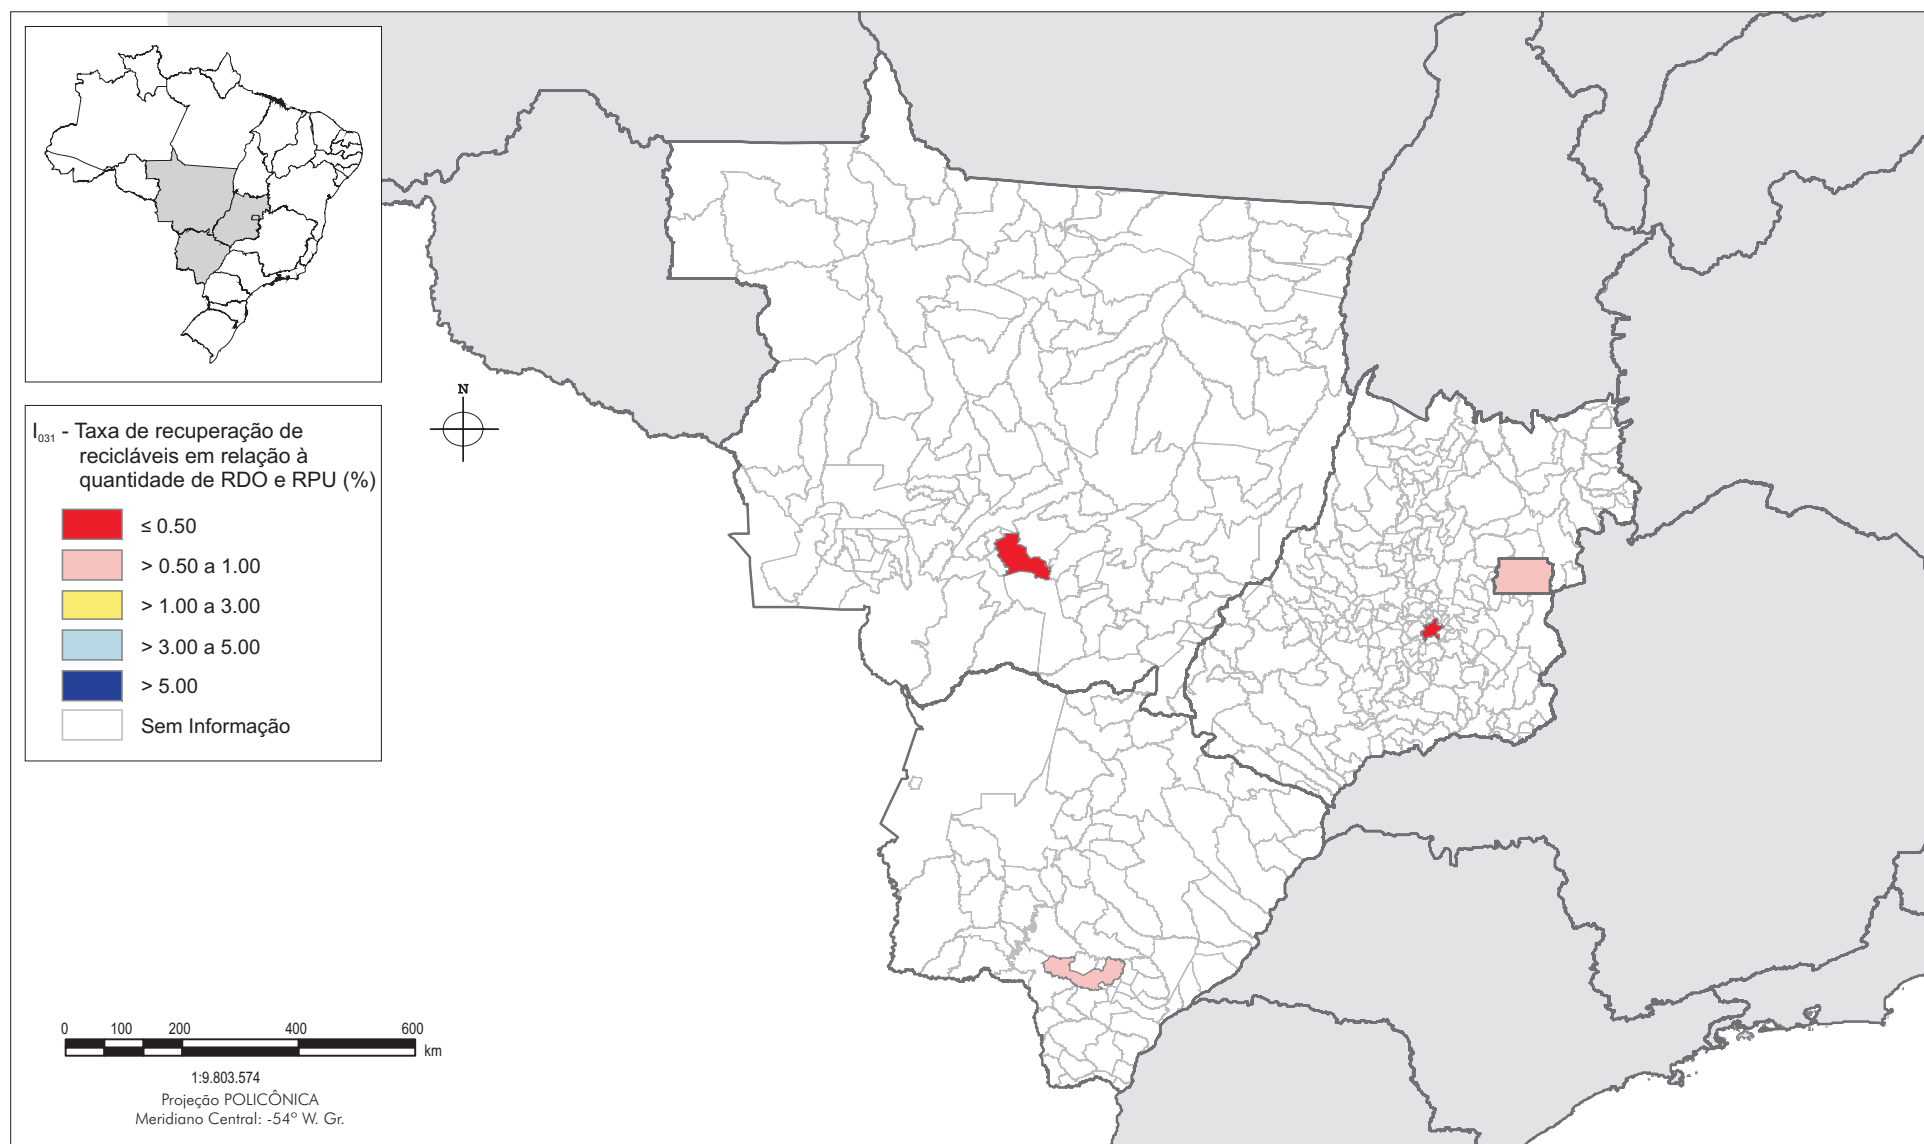 N
I031 - Taxa de recuperação de
recicláveis em relação à
quantidade de RDO e RPU (%)
≤ 0.50
> 0.50 a 1.00
> 1.00 a 3.00
> 3.00 a 5.00
> 5.00
Sem Informação
0 100 200 400 600
km
1:9.803.574
Projeção POLICÔNICA
Meridiano Central: -54º W. Gr.